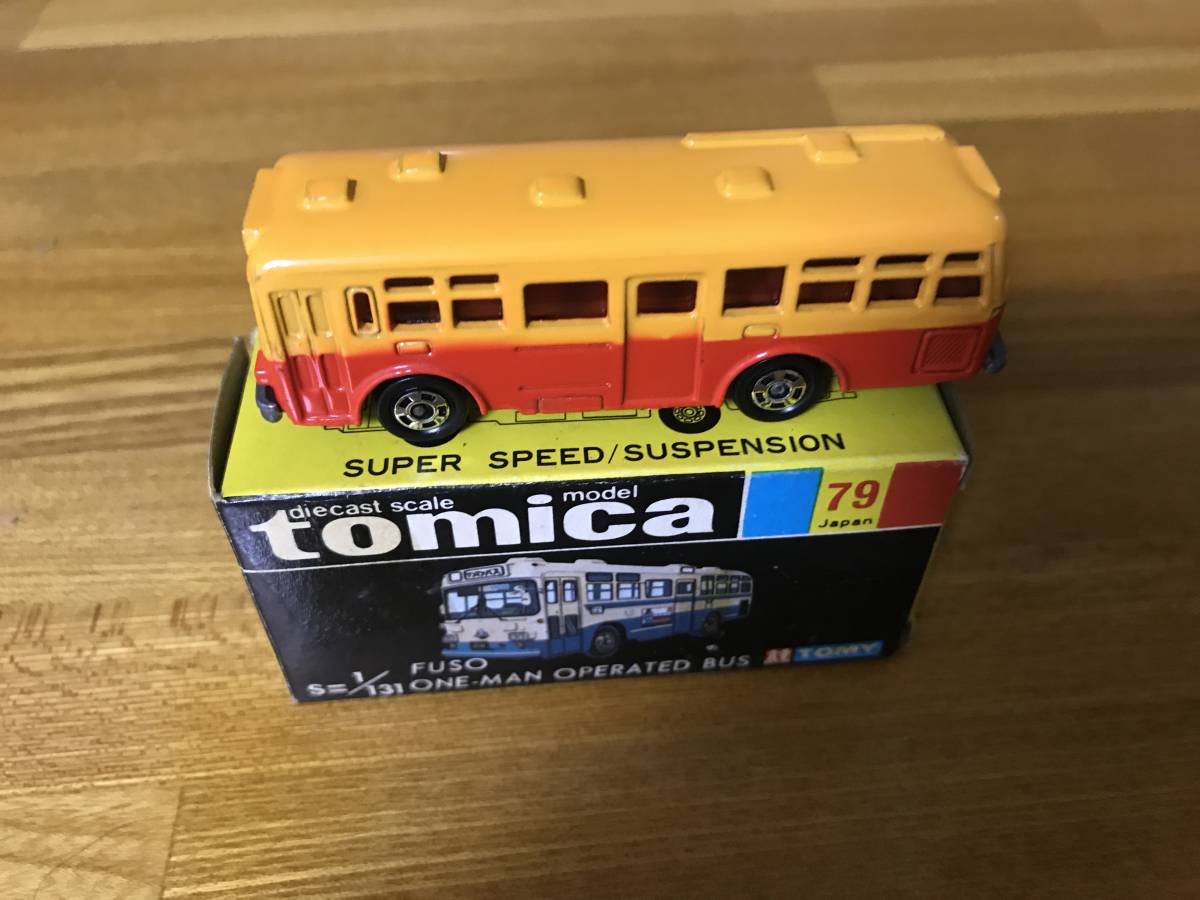 SUPER SPEED/SUSPENSION
diecast scale model
tomica
79
Japan
FUSO
S=1/131 ONE-MAN OPERATED BUS
TOMY